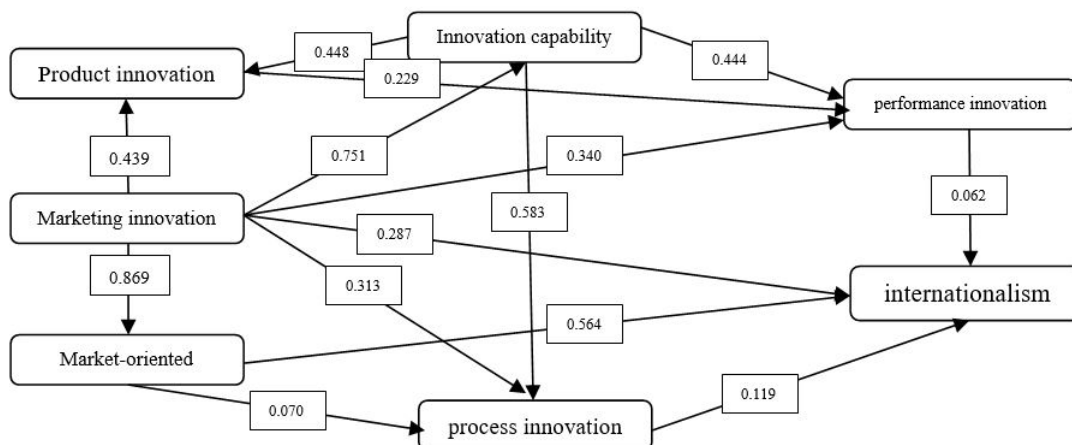 Innovation capability
0.448
0.444
Product innovation
0.229
performance innovation
0.439
0.751
0.340
Marketing innovation
0.583
0.062
0.287
0.869
0.313
internationalism
0.564
Market-oriented
0.070
0.119
process innovation